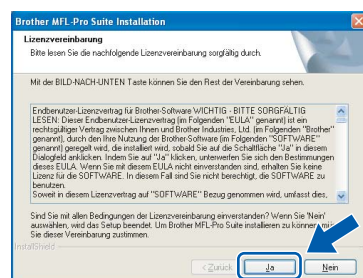 Brother MFL-Pro Suite Installation
Lizenzvereinbarung
Bitte lesen Sie die nachfolgende Lizenzvereinbarung sorgfältig durch.
Mit der BILD-NACH-UNTEN Taste können Sie den Rest der Vereinbarung sehen.
Endbenutzer-Lizenzvertrag für Brother-Software WICHTIG - BITTE SORGFÄLTIG
LESEN: Dieser Endbenutzer-Lizenzvertrag (im Folgenden "EULA" genannt) ist ein
rechtsgültiger Vertrag zwischen Ihnen und Brother Industries, Ltd. (im Folgenden "Brother"
genannt), durch den Ihre Nutzung der Brother-Software (im Folgenden "SOFTWARE"
genannt) geregelt wird, die installiert wird, sobald Sie auf die Schaltfläche "Ja" in diesem
Dialogfeld anklicken. Indem Sie auf "Ja" klicken, unterwerfen Sie sich den Bestimmungen
dieses EULA. Wenn Sie mit diesem EULA nicht einverstanden sind, erhalten Sie keine
Lizenz für die SOFTWARE. In diesem Fall sind Sie nicht berechtigt, die SOFTWARE zu
benutzen.
Soweit in diesem Lizenzvertrag auf "SOFTWARE" Bezug genommen wird, umfasst dies,
Sind Sie mit allen Bedingungen der Lizenzvereinbarung einverstanden? Wenn Sie 'Nein'
auswählen, wird das Setup beendet. Um Brother MFL-Pro Suite installieren zu können,
Sie dieser Vereinbarung zustimmen.
InstallShield
< Zurück
Ja
Nein